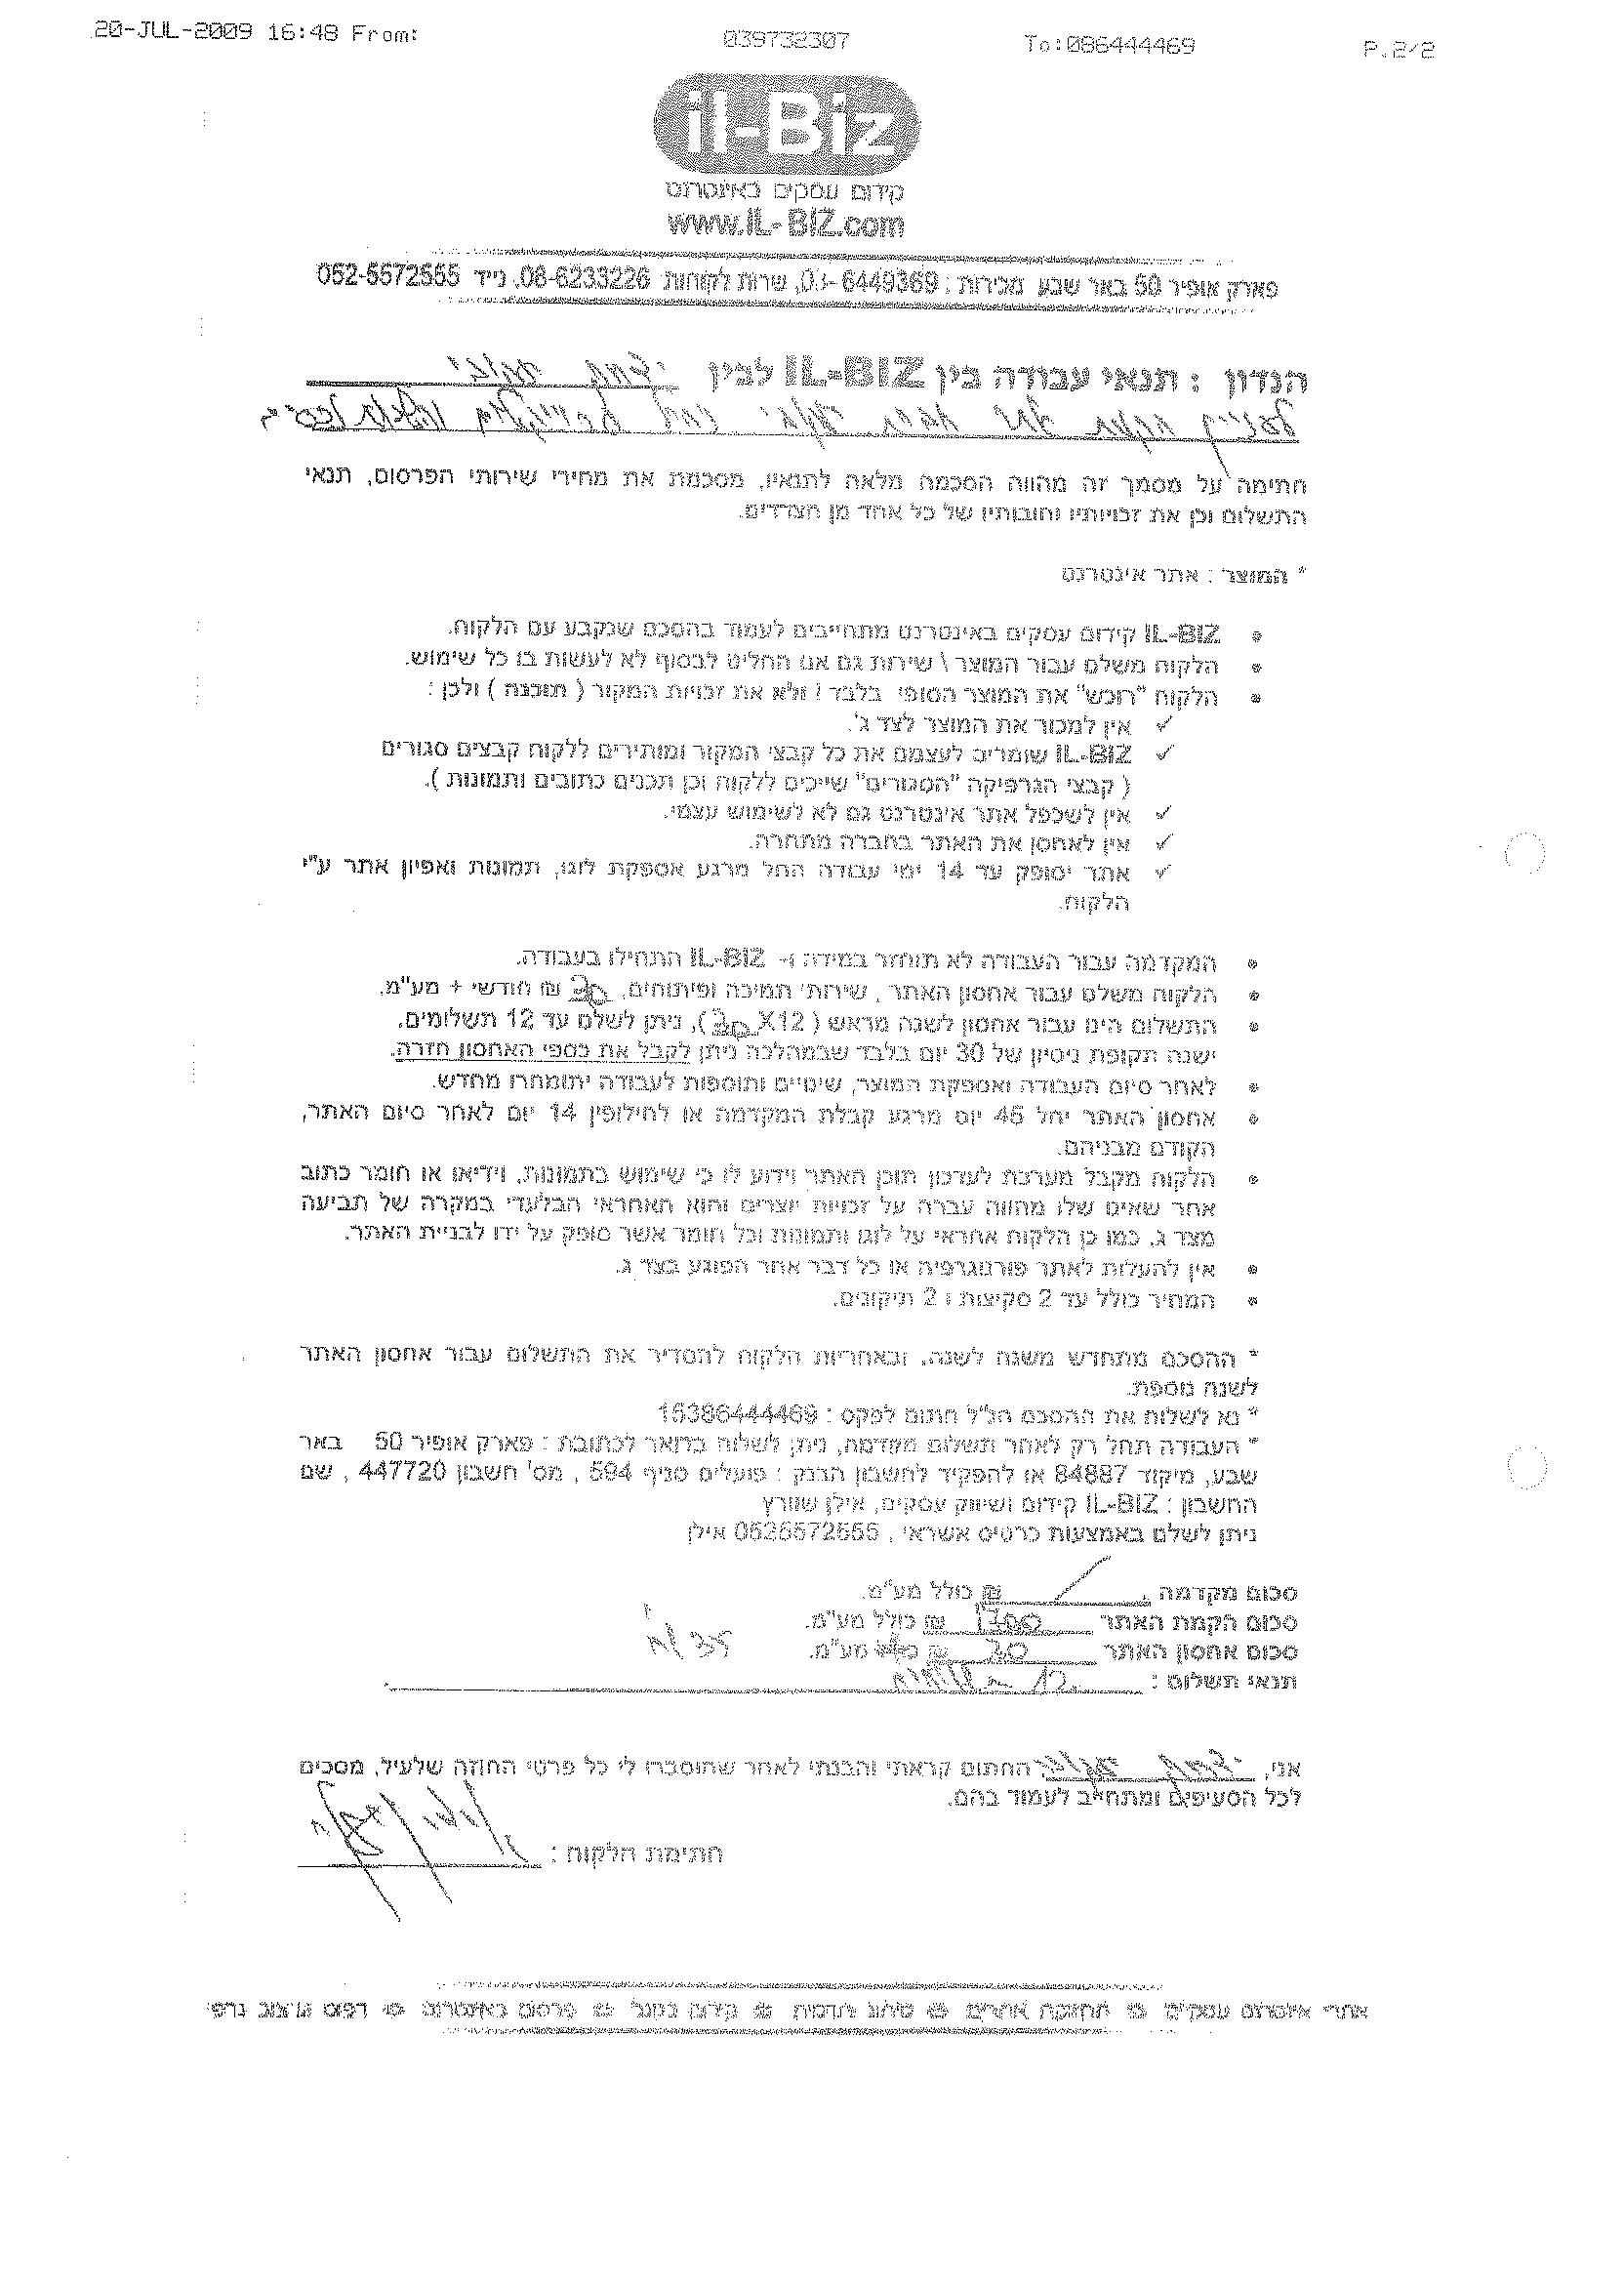 20-JUL-2009 16:48 From: 039732307 To:086444469 P.2/2
il-Biz
קידום עסקים באינטרנט
www.IL-BIZ.com
פארק אופיר 50 באר שבע מכירות : 03-6449369, שרות לקוחות 08-6233226. נייד 052-5572555
הנדון : תנאי עבודה בין IL-BIZ לבין
חתימה על מסמך זה מהווה הסכמה מלאה לתנאיו, מסכמת את מחירי שירותי הפרסום, תנאי
התשלום וכן את זכויותיו וחובותיו של כל אחד מן הצדדים.
* המוצר : אתר אינטרנט
• IL-BIZ קידום עסקים באינטרנט מתחייבים לעמוד בהסכם שנקבע עם הלקוח.
• הלקוח משלם עבור המוצר \ שירות גם אם החליט לבסוף לא לעשות בו כל שימוש.
• הלקוח "רוכש" את המוצר הסופי בלבד ! ולא את זכויות המקור ( תוכנה ) ולכן :
✓ אין למכור את המוצר לצד ג'.
✓ IL-BIZ שומרים לעצמם את כל קבצי המקור ומותירים ללקוח קבצים סגורים
( קבצי הגרפיקה "הסגורים" שייכים ללקוח וכן תכנים כתובים ותמונות ).
✓ אין לשכפל אתר אינטרנט גם לא לשימוש עצמי.
✓ אין לאחסן את האתר בחברה מתחרה.
✓ אתר יסופק עד 14 ימי עבודה החל מרגע אספקת לוגו, תמונות ואפיון אתר ע"י
הלקוח.
• המקדמה עבור העבודה לא תוחזר במידה ו- IL-BIZ התחילו בעבודה.
• הלקוח משלם עבור אחסון האתר , שירותי תמיכה ופיתוחים, 20 ₪ חודשי + מע"מ.
• התשלום הינו עבור אחסון לשנה מראש ( 20 X12 ), ניתן לשלם עד 12 תשלומים.
ישנה תקופת ניסיון של 30 יום בלבד שבמהלכה ניתן לקבל את כספי האחסון חזרה.
• לאחר סיום העבודה ואספקת המוצר, שינויים ותוספות לעבודה יתומחרו מחדש.
• אחסון האתר יחל 45 יום מרגע קבלת המקדמה או לחילופין 14 יום לאחר סיום האתר,
הקודם מבניהם.
• הלקוח מקבל מערכת לעדכון תוכן האתר וידוע לו כי שימוש בתמונות, וידיאו או חומר כתוב
אחר שאינם שלו מהווה עברה על זכויות יוצרים והוא האחראי הבלעדי במקרה של תביעה
מצד ג, כמו כן הלקוח אחראי על לוגו ותמונות וכל חומר אשר סופק על ידו לבניית האתר.
• אין להעלות לאתר פורנוגרפיה או כל דבר אחר הפוגע בצד ג.
• המחיר כולל עד 2 סקיצות ו 2 תיקונים.
* ההסכם מתחדש משנה לשנה, ובאחריות הלקוח להסדיר את התשלום עבור אחסון האתר
לשנה נוספת.
* נא לשלוח את ההסכם הנ"ל חתום לפקס : 15386444469
* העבודה תחל רק לאחר תשלום מקדמה, ניתן לשלוח בדואר לכתובת : פארק אופיר 50 באר
שבע, מיקוד 84887 או להפקיד לחשבון הבנק : פועלים סניף 594 , מס' חשבון 447720 , שם
החשבון : IL-BIZ קידום ושיווק עסקים, אילן שוורץ
ניתן לשלם באמצעות כרטיס אשראי , 0525572555 אילן
סכום מקדמה ₪ כולל מע"מ.
סכום הקמת האתר 1300 ₪ כולל מע"מ.
סכום אחסון האתר 20 ₪ מע"מ.
תנאי תשלום : 12
אני, החתום קראתי והבנתי לאחר שהוסברו לי כל פרטי החוזה שלעיל, מסכים
לכל הסעיפים ומתחייב לעמוד בהם.
חתימת הלקוח :
אתרי אינטרנט עסקיים תחזוקת אתרים מיתוג תדמית קידום בגוגל פרסום באינטרנט דפוס ועיצוב גרפי